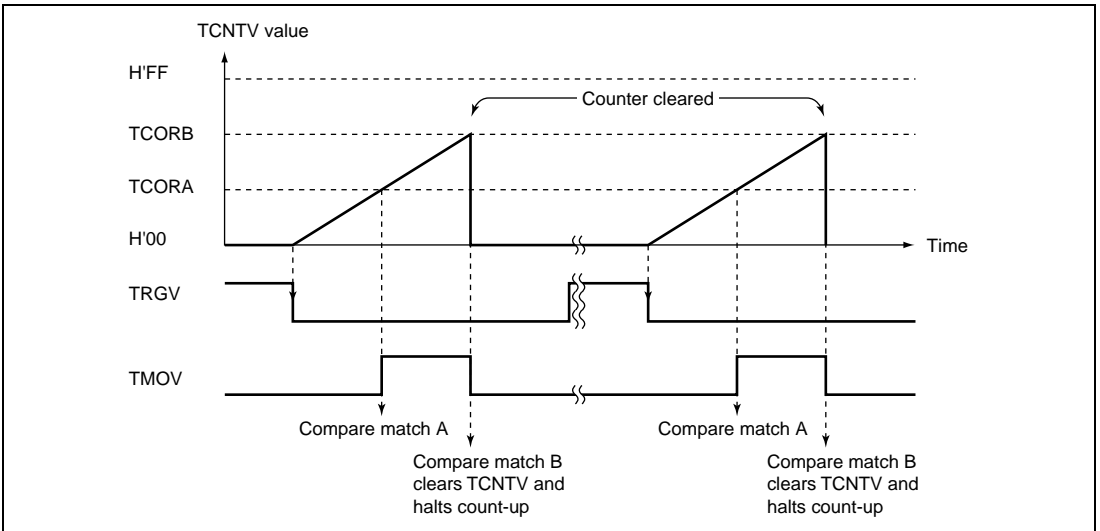 TCNTV value
H'FF
Counter cleared
TCORB
TCORA
H'00
Time
TRGV
TMOV
Compare match A
Compare match A
Compare match B
clears TCNTV and
halts count-up
Compare match B
clears TCNTV and
halts count-up